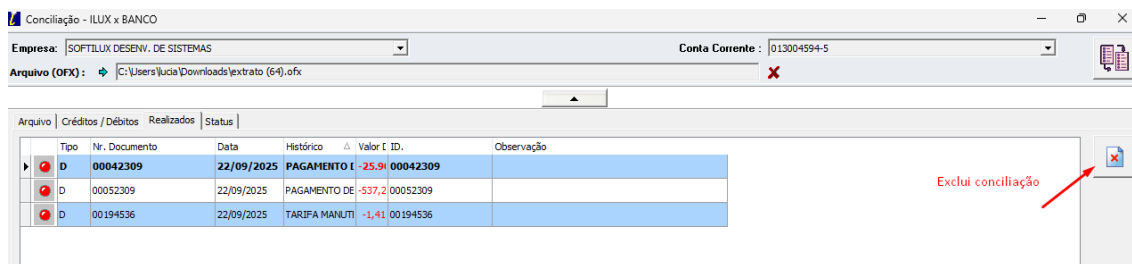 Conciliação - ILUX x BANCO
Empresa: SOFTILUX DESENV. DE SISTEMAS Conta Corrente : 013004594-5
Arquivo (OFX) : C:\Users\lucia\Downloads\extrato (64).ofx
Arquivo Créditos / Débitos Realizados Status
Tipo Nr. Documento Data Histórico Valor ID. Observação
D 00042309 22/09/2025 PAGAMENTO -25.9 00042309
D 00052309 22/09/2025 PAGAMENTO DE -537,2 00052309
D 00194536 22/09/2025 TARIFA MANUTI -1,41 00194536
Exclui conciliação